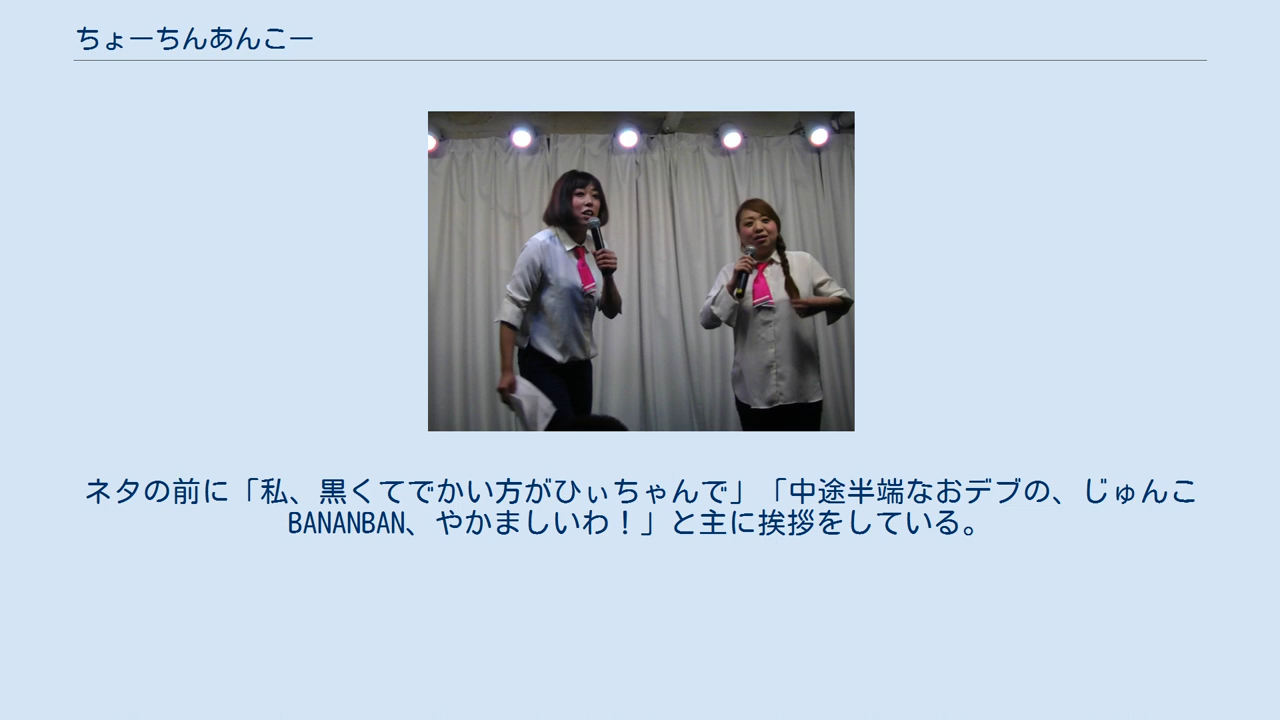 ちょーちんあんこー
ネタの前に「私、黒くてでかい方がひぃちゃんで」「中途半端なおデブの、じゅんこ
BANANBAN、やかましいわ！」と主に挨拶をしている。